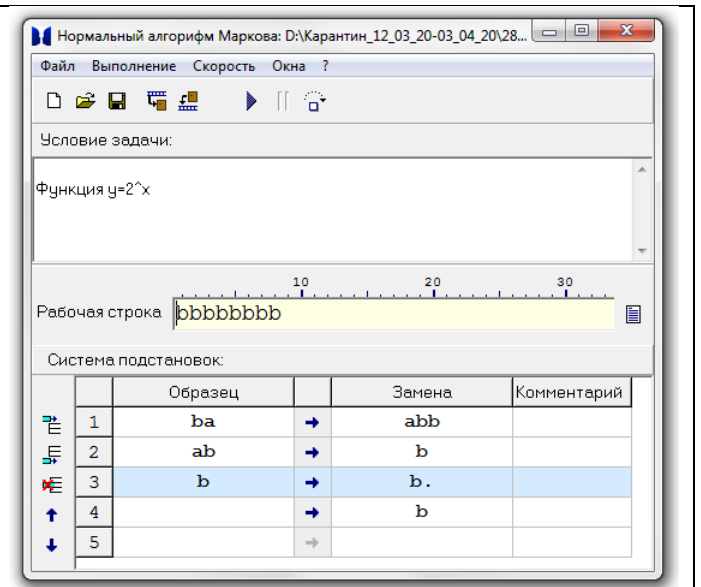 Нормальный алгорифм Маркова: D:\Карантин_12_03_20-03_04_20\28...
Файл Выполнение Скорость Окна ?
Условие задачи:
Функция y=2^x
10 20 30
Рабочая строка bbbbbbbb
Система подстановок:
Образец Замена Комментарий
1 ba → abb
2 ab → b
3 b → b.
4 → b
5 →